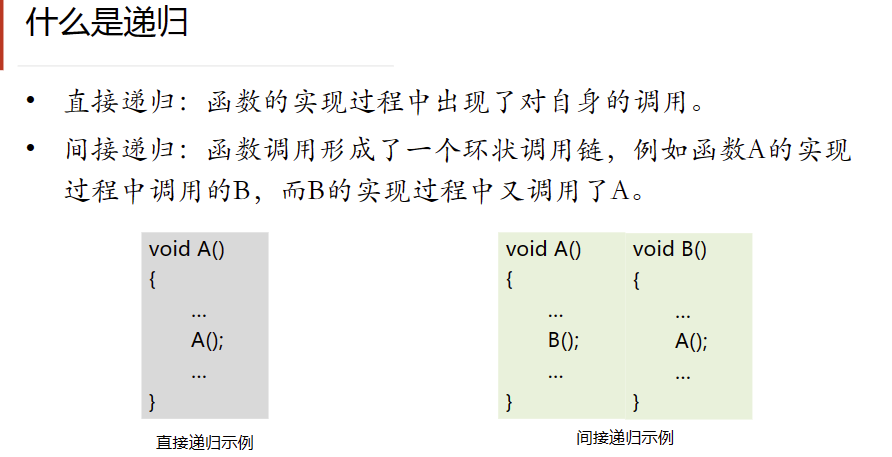 什么是递归
• 直接递归：函数的实现过程中出现了对自身的调用。
• 间接递归：函数调用形成了一个环状调用链，例如函数A的实现
过程中调用的B，而B的实现过程中又调用了A。
void A()
{
...
A();
...
}
直接递归示例
void A()
{
...
B();
...
}
void B()
{
...
A();
...
}
间接递归示例